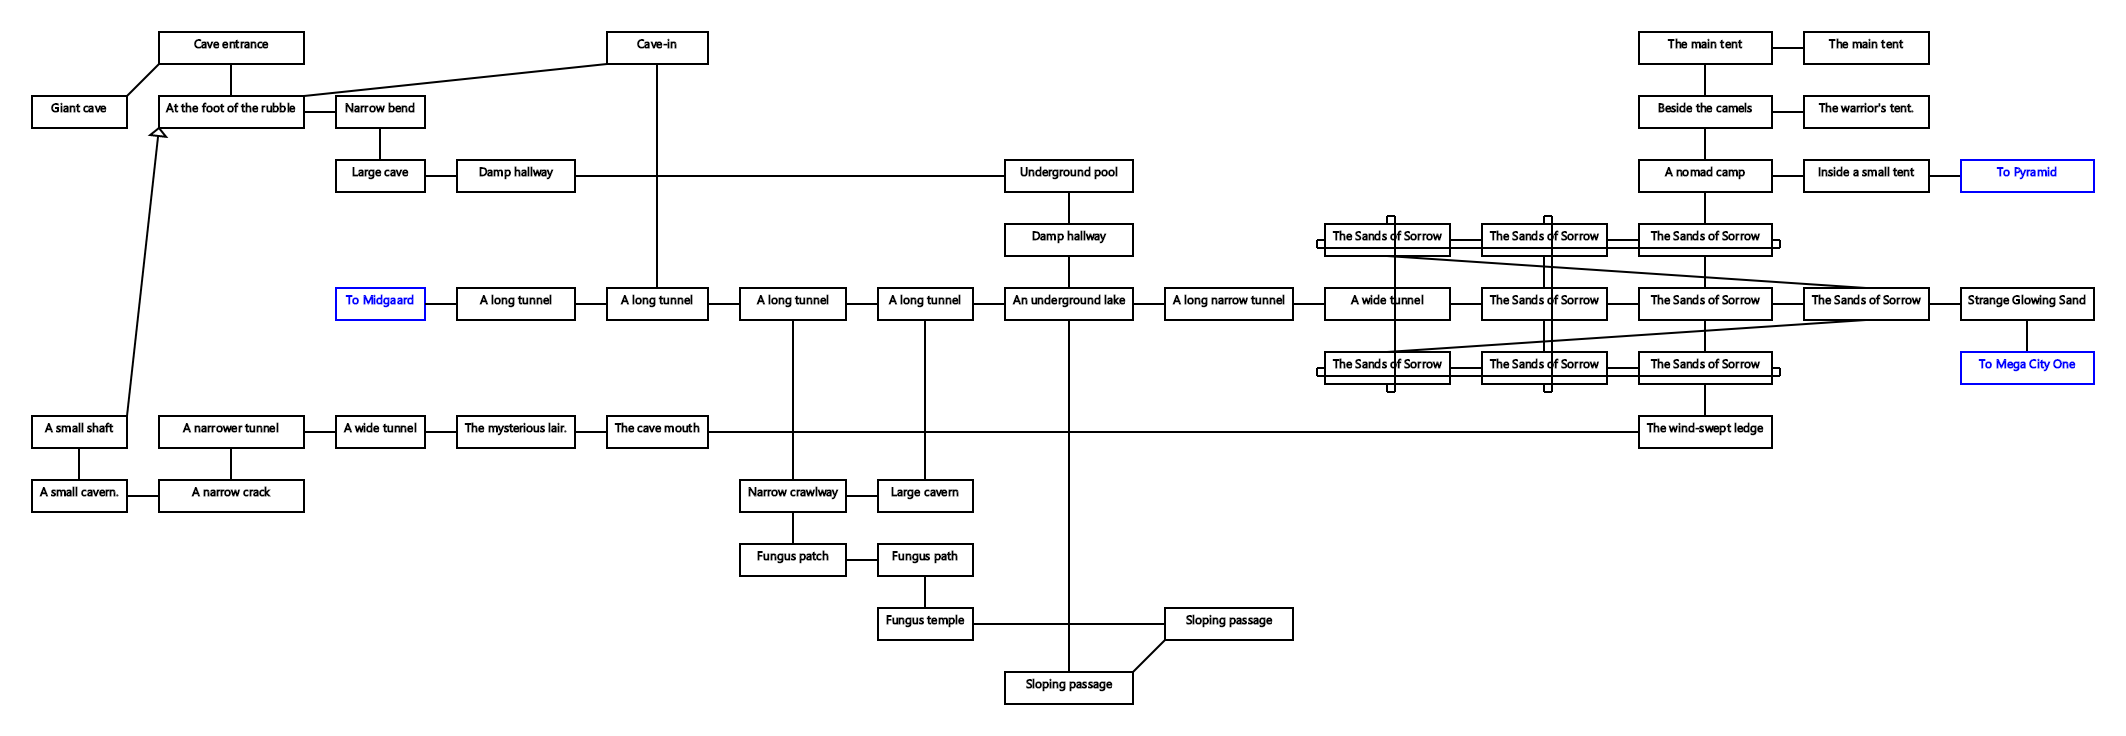 Cave entrance
Cave-in
The main tent
The main tent
Giant cave
At the foot of the rubble
Narrow bend
Beside the camels
The warrior's tent.
Large cave
Damp hallway
Underground pool
A nomad camp
Inside a small tent
To Pyramid
Damp hallway
The Sands of Sorrow
The Sands of Sorrow
The Sands of Sorrow
To Midgaard
A long tunnel
A long tunnel
A long tunnel
A long tunnel
An underground lake
A long narrow tunnel
A wide tunnel
The Sands of Sorrow
The Sands of Sorrow
The Sands of Sorrow
Strange Glowing Sand
The Sands of Sorrow
The Sands of Sorrow
The Sands of Sorrow
To Mega City One
A small shaft
A narrower tunnel
A wide tunnel
The mysterious lair.
The cave mouth
The wind-swept ledge
A small cavern.
A narrow crack
Narrow crawlway
Large cavern
Fungus patch
Fungus path
Fungus temple
Sloping passage
Sloping passage